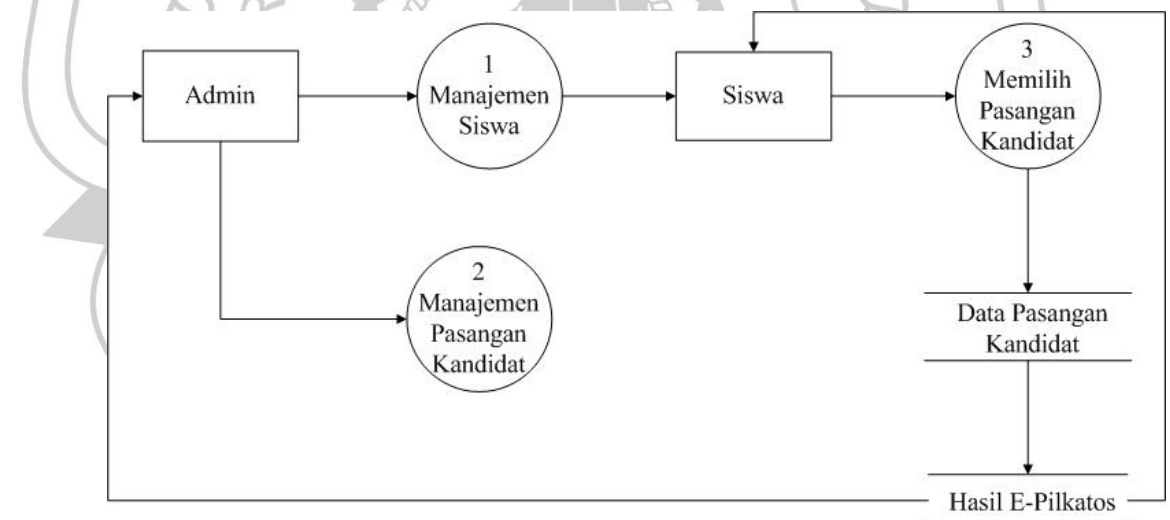 Admin
1
Manajemen
Siswa
Siswa
3
Memilih
Pasangan
Kandidat
2
Manajemen
Pasangan
Kandidat
Data Pasangan
Kandidat
Hasil E-Pilkatos